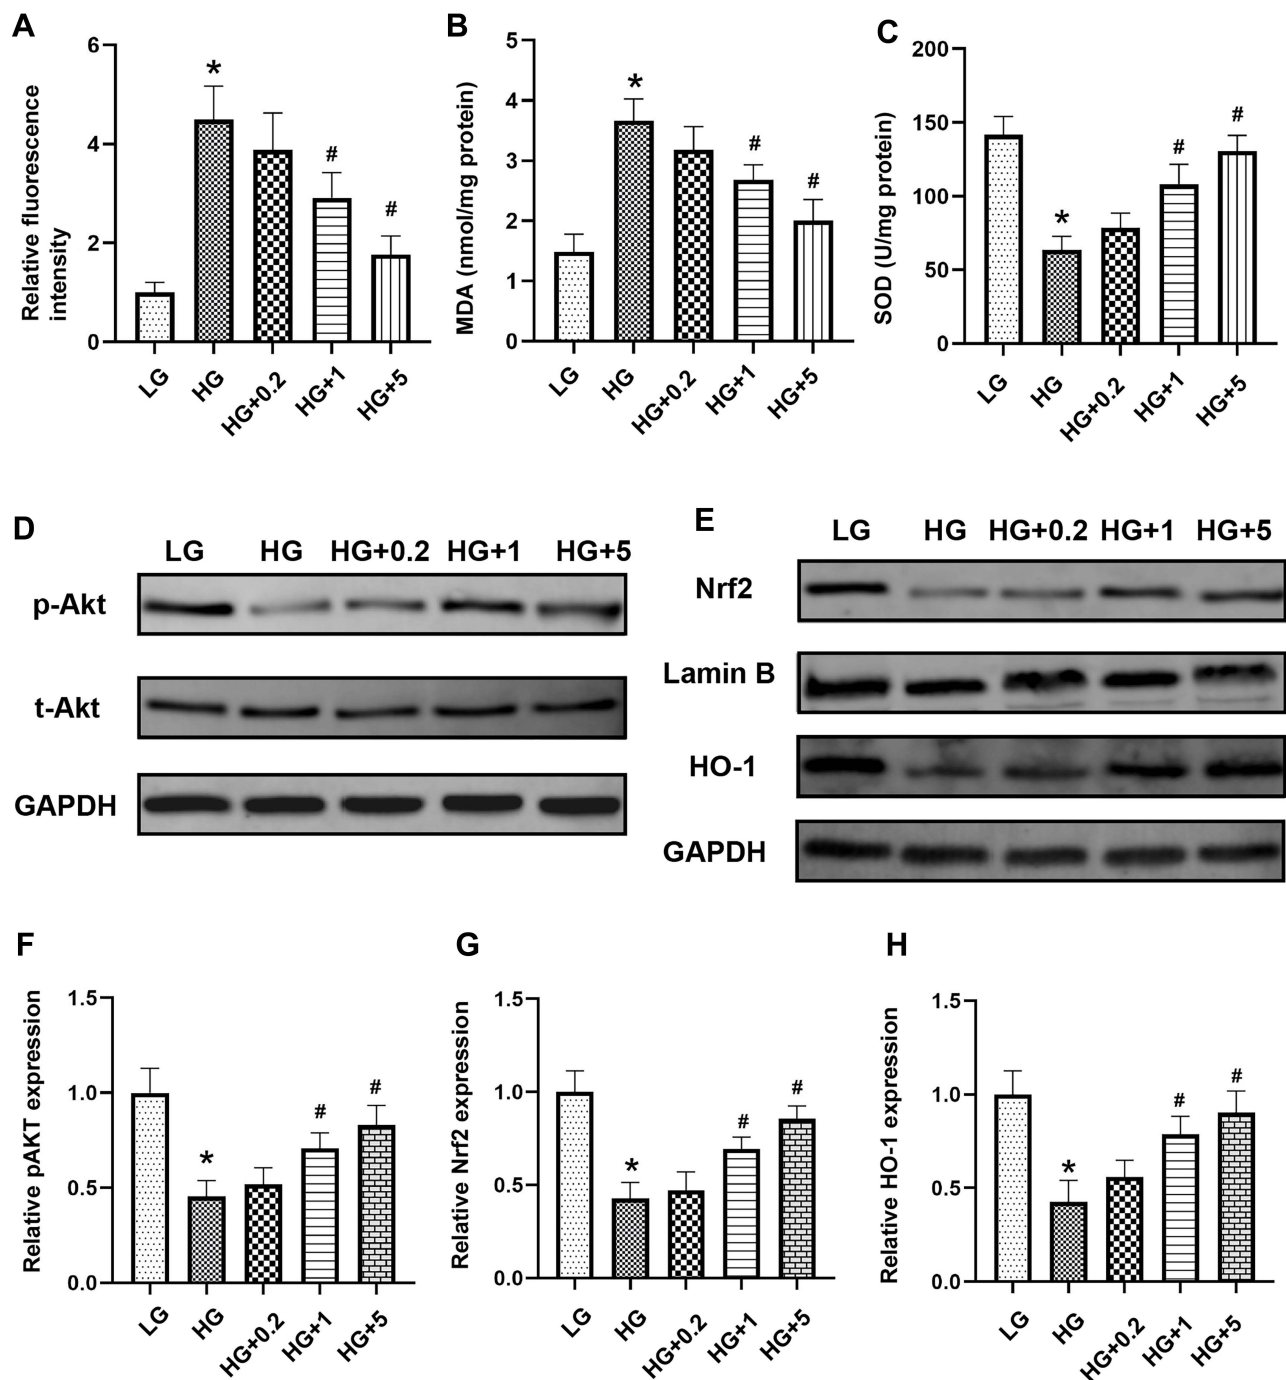 A
Relative fluorescence
intensity
6
4
2
0
*
#
#
LG
HG
HG+0.2
HG+1
HG+5
B
MDA (nmol/mg protein)
5
4
3
2
1
0
*
#
#
LG
HG
HG+0.2
HG+1
HG+5
C
SOD (U/mg protein)
200
150
100
50
0
*
#
#
LG
HG
HG+0.2
HG+1
HG+5
D
LG HG HG+0.2 HG+1 HG+5
p-Akt
t-Akt
GAPDH
E
LG HG HG+0.2 HG+1 HG+5
Nrf2
Lamin B
HO-1
GAPDH
F
Relative pAKT expression
1.5
1.0
0.5
0.0
*
#
#
LG
HG
HG+0.2
HG+1
HG+5
G
Relative Nrf2 expression
1.5
1.0
0.5
0.0
*
#
#
LG
HG
HG+0.2
HG+1
HG+5
H
Relative HO-1 expression
1.5
1.0
0.5
0.0
*
#
#
LG
HG
HG+0.2
HG+1
HG+5